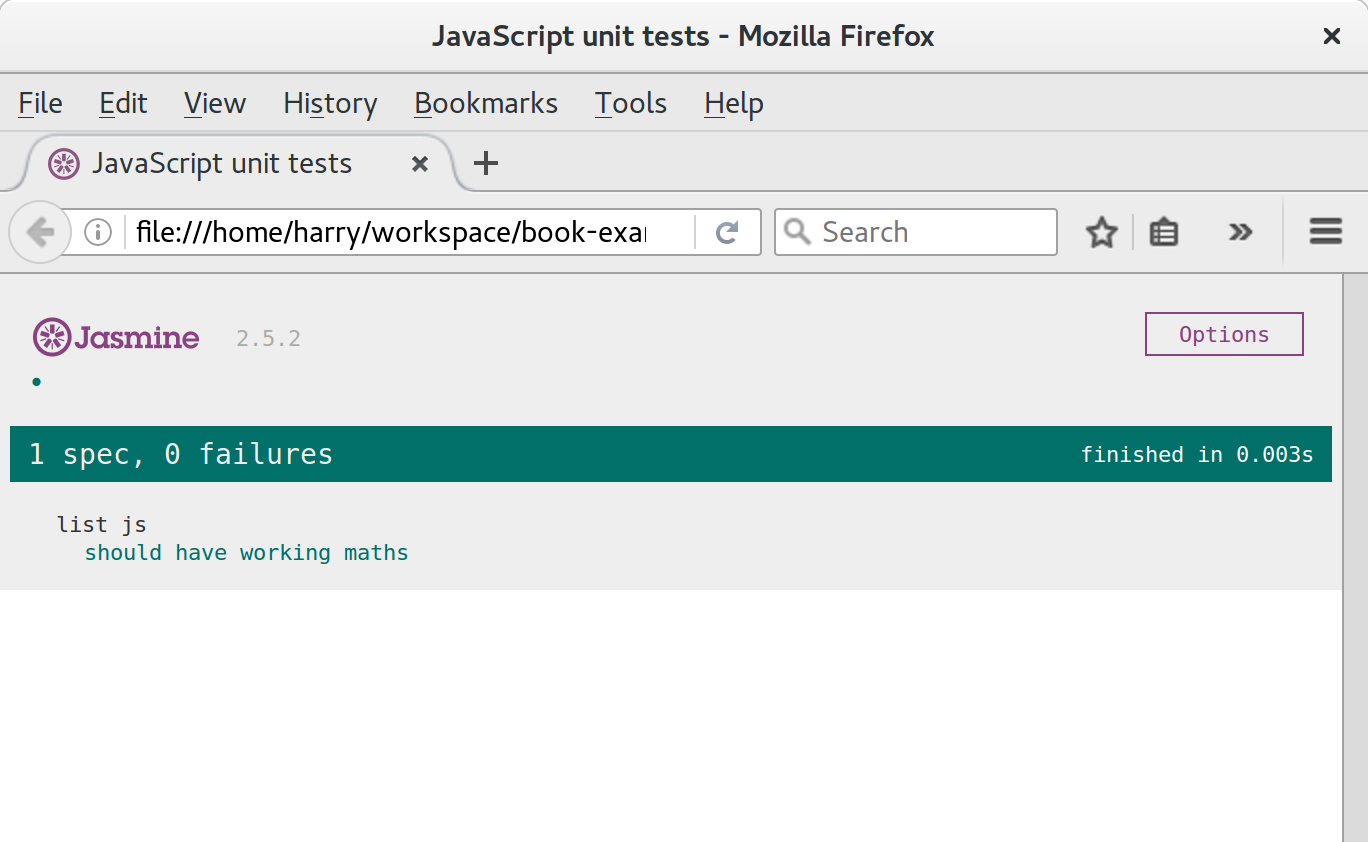 JavaScript unit tests - Mozilla Firefox
File Edit View History Bookmarks Tools Help
JavaScript unit tests
file:///home/harry/workspace/book-exa Search
Jasmine 2.5.2 Options
1 spec, 0 failures finished in 0.003s
list js
should have working maths